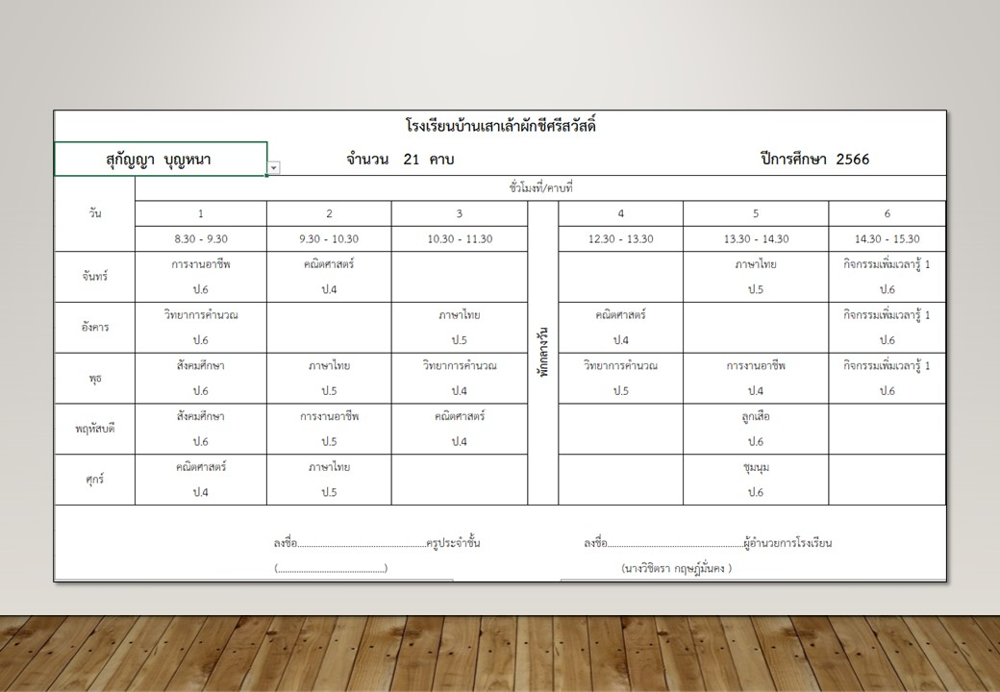 โรงเรียนบ้านเสาเล้าผักชีศรีสวัสดิ์
สุกัญญา บุญหนา จำนวน 21 คาบ ปีการศึกษา 2566
ชั่วโมงที่/คาบที่
วัน
1 2 3 4 5 6
8.30 - 9.30 9.30 - 10.30 10.30 - 11.30 12.30 - 13.30 13.30 - 14.30 14.30 - 15.30
พักกลางวัน
จันทร์
การงานอาชีพ คณิตศาสตร์ ภาษาไทย กิจกรรมเพิ่มเวลารู้ 1
ป.6 ป.4 ป.5 ป.6
อังคาร
วิทยาการคำนวณ ภาษาไทย คณิตศาสตร์ กิจกรรมเพิ่มเวลารู้ 1
ป.6 ป.5 ป.4 ป.6
พุธ
สังคมศึกษา ภาษาไทย วิทยาการคำนวณ วิทยาการคำนวณ การงานอาชีพ กิจกรรมเพิ่มเวลารู้ 1
ป.6 ป.5 ป.4 ป.5 ป.4 ป.6
พฤหัสบดี
สังคมศึกษา การงานอาชีพ คณิตศาสตร์ ลูกเสือ
ป.6 ป.5 ป.4 ป.6
ศุกร์
คณิตศาสตร์ ภาษาไทย ชุมนุม
ป.4 ป.5 ป.6
ลงชื่อ.............................................ครูประจำชั้น ลงชื่อ...............................................ผู้อำนวยการโรงเรียน
(.....................................) (นางวิชิตรา กฤษฎ์มั่นคง )